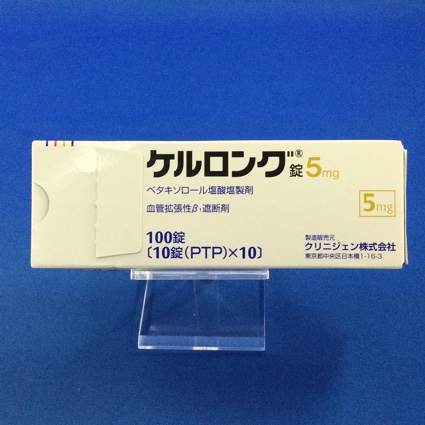 ケルロング®錠5mg
ベタキソロール塩酸塩製剤
血管拡張性β₁遮断剤
5mg
100錠
〔10錠(PTP)×10〕
製造販売元
クリニジェン株式会社
東京都中央区日本橋1-16-3